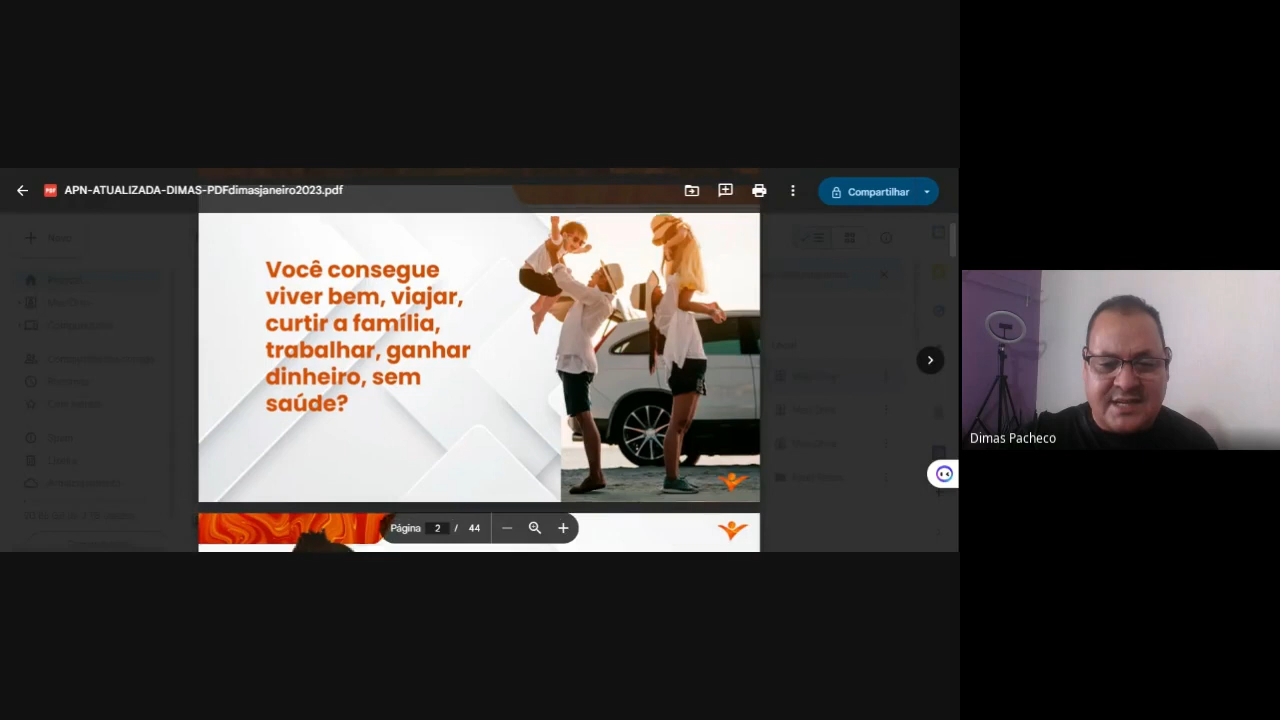 APN-ATUALIZADA-DIMAS-PDFdimasjaneiro2023.pdf
Compartilhar
Novo
Você consegue
viver bem, viajar,
curtir a família,
trabalhar, ganhar
dinheiro, sem
saúde?
Página 2 / 44
Dimas Pacheco